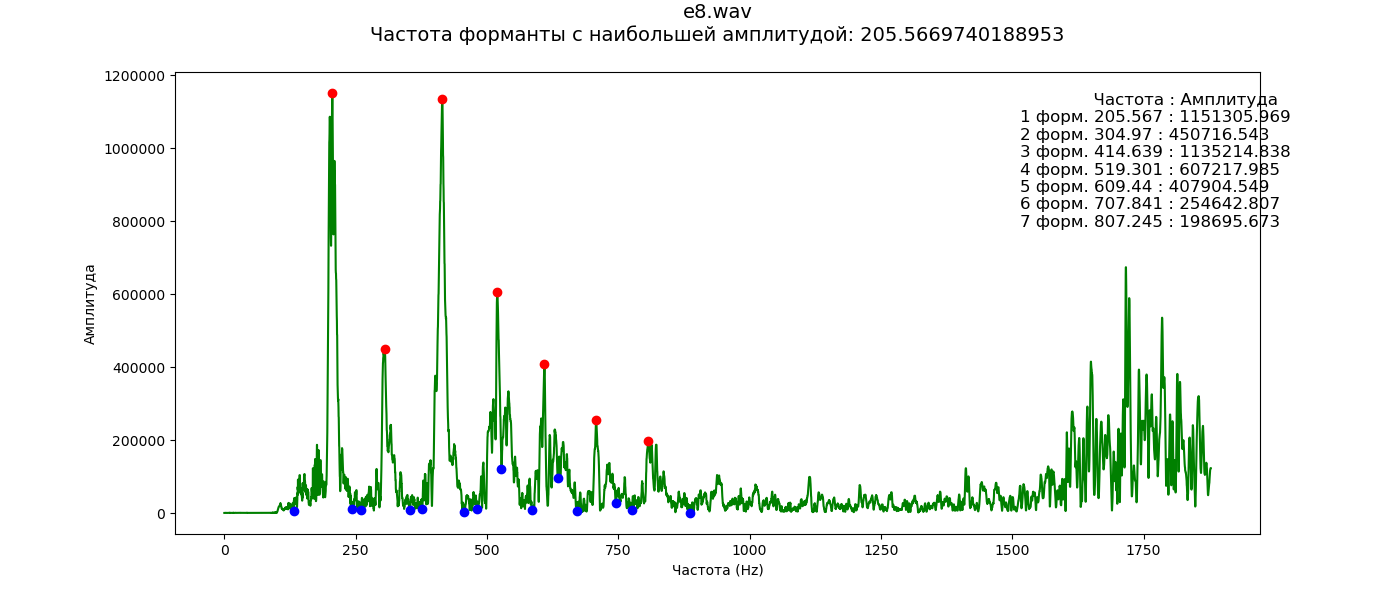 e8.wav
Частота форманты с наибольшей амплитудой: 205.5669740188953
Частота : Амплитуда
1 форм. 205.567 : 1151305.969
2 форм. 304.97 : 450716.543
3 форм. 414.639 : 1135214.838
4 форм. 519.301 : 607217.985
5 форм. 609.44 : 407904.549
6 форм. 707.841 : 254642.807
7 форм. 807.245 : 198695.673
Амплитуда
1200000
1000000
800000
600000
400000
200000
0
0 250 500 750 1000 1250 1500 1750
Частота (Hz)